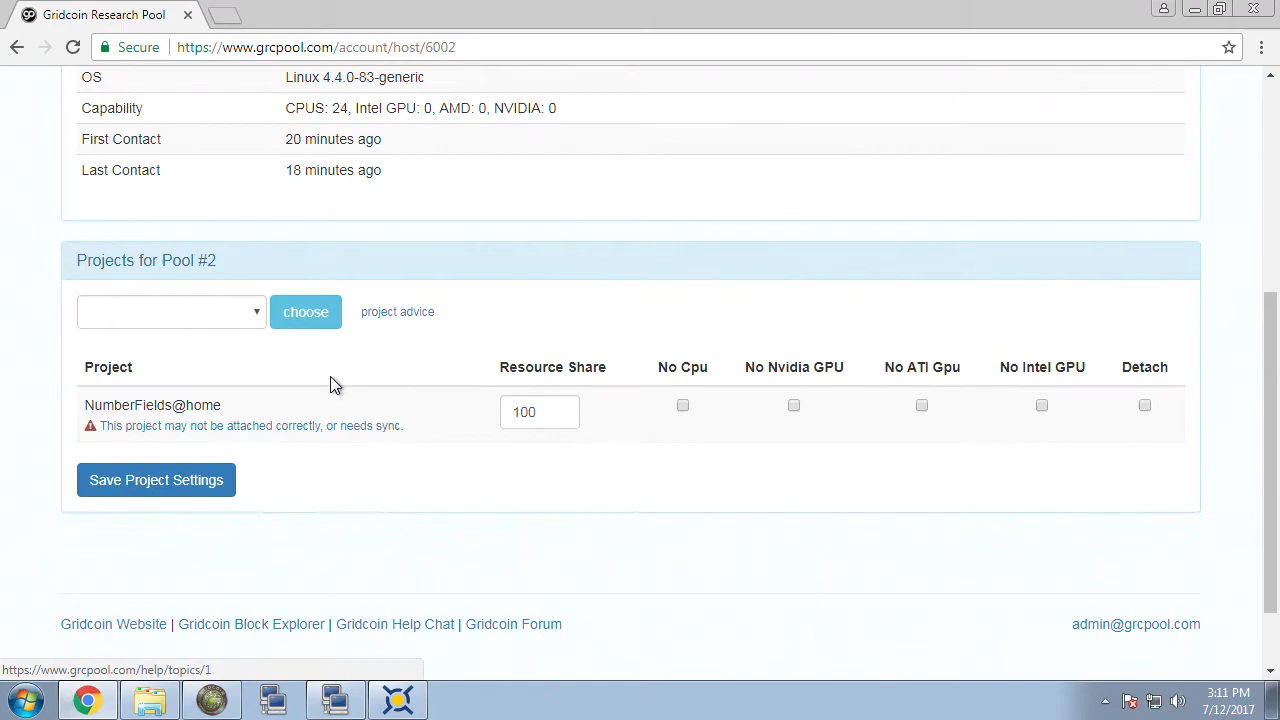 Gridcoin Research Pool
Secure https://www.grcpool.com/account/host/6002
OS Linux 4.4.0-83-generic
Capability CPUS: 24, Intel GPU: 0, AMD: 0, NVIDIA: 0
First Contact 20 minutes ago
Last Contact 18 minutes ago
Projects for Pool #2
choose project advice
Project Resource Share No Cpu No Nvidia GPU No ATI Gpu No Intel GPU Detach
NumberFields@home 100
This project may not be attached correctly, or needs sync.
Save Project Settings
Gridcoin Website | Gridcoin Block Explorer | Gridcoin Help Chat | Gridcoin Forum admin@grcpool.com
https://www.grcpool.com/help/topics/1
3:11 PM
7/12/2017